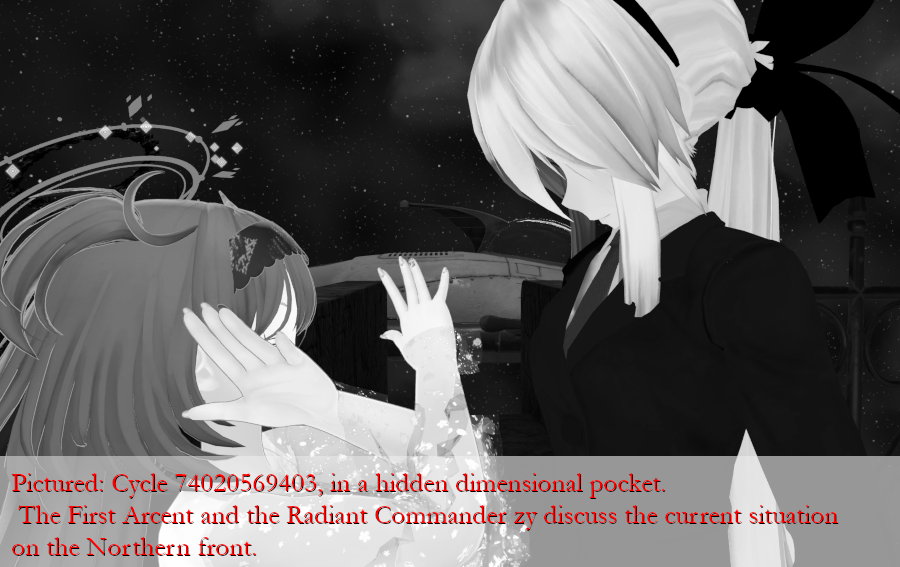 Pictured: Cycle 74020569403, in a hidden dimensional pocket.
The First Arcent and the Radiant Commander zy discuss the current situation
on the Northern front.